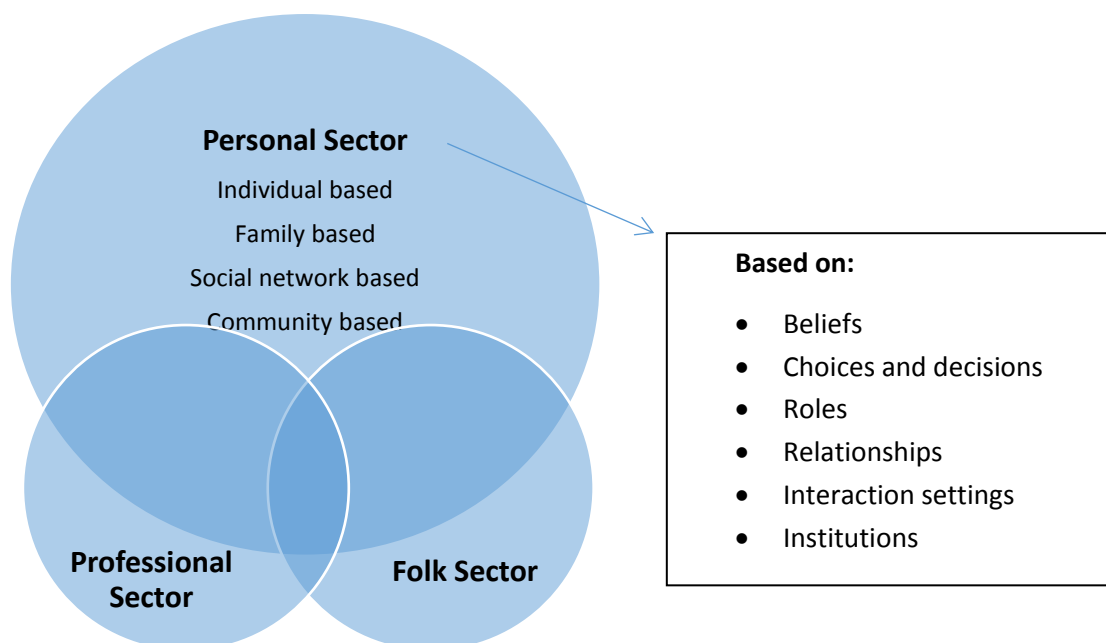 Personal Sector
Individual based
Family based
Social network based
Community based
Professional
Sector
Folk Sector
Based on:
• Beliefs
• Choices and decisions
• Roles
• Relationships
• Interaction settings
• Institutions